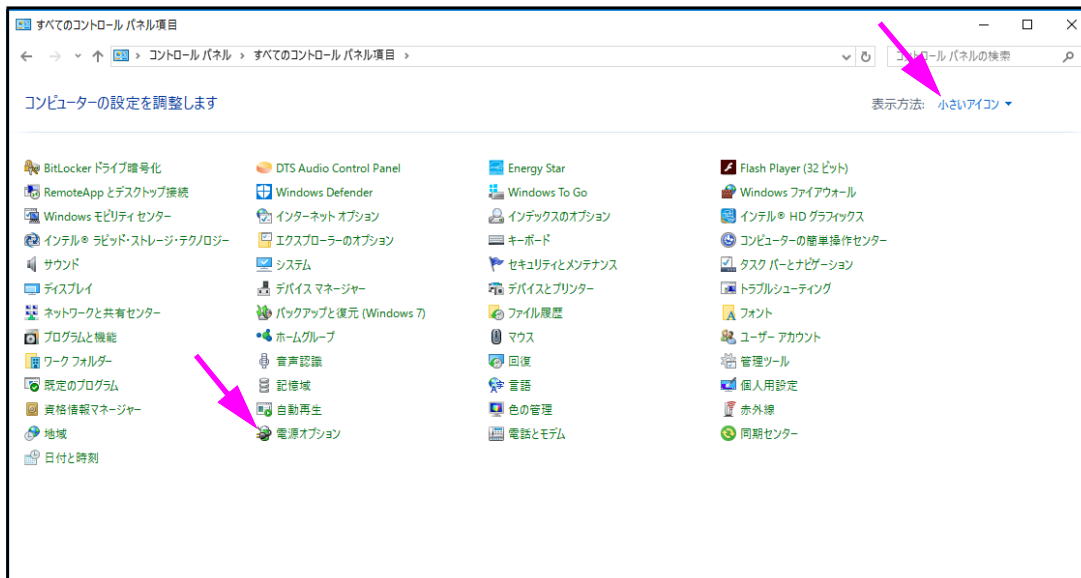 すべてのコントロール パネル項目
コントロール パネル › すべてのコントロール パネル項目 ›
コントロール パネルの検索
コンピューターの設定を調整します
表示方法: 小さいアイコン
BitLocker ドライブ暗号化 DTS Audio Control Panel Energy Star Flash Player (32 ビット)
RemoteApp とデスクトップ接続 Windows Defender Windows To Go Windows ファイアウォール
Windows モビリティ センター インターネット オプション インデックスのオプション インテル® HD グラフィックス
インテル® ラピッド・ストレージ・テクノロジー エクスプローラーのオプション キーボード コンピューターの簡単操作センター
サウンド システム セキュリティとメンテナンス タスク バーとナビゲーション
ディスプレイ デバイス マネージャー デバイスとプリンター トラブルシューティング
ネットワークと共有センター バックアップと復元 (Windows 7) ファイル履歴 フォント
プログラムと機能 ホームグループ マウス ユーザー アカウント
ワーク フォルダー 音声認識 回復 管理ツール
既定のプログラム 記憶域 言語 個人用設定
資格情報マネージャー 自動再生 色の管理 赤外線
地域 電源オプション 電話とモデム 同期センター
日付と時刻